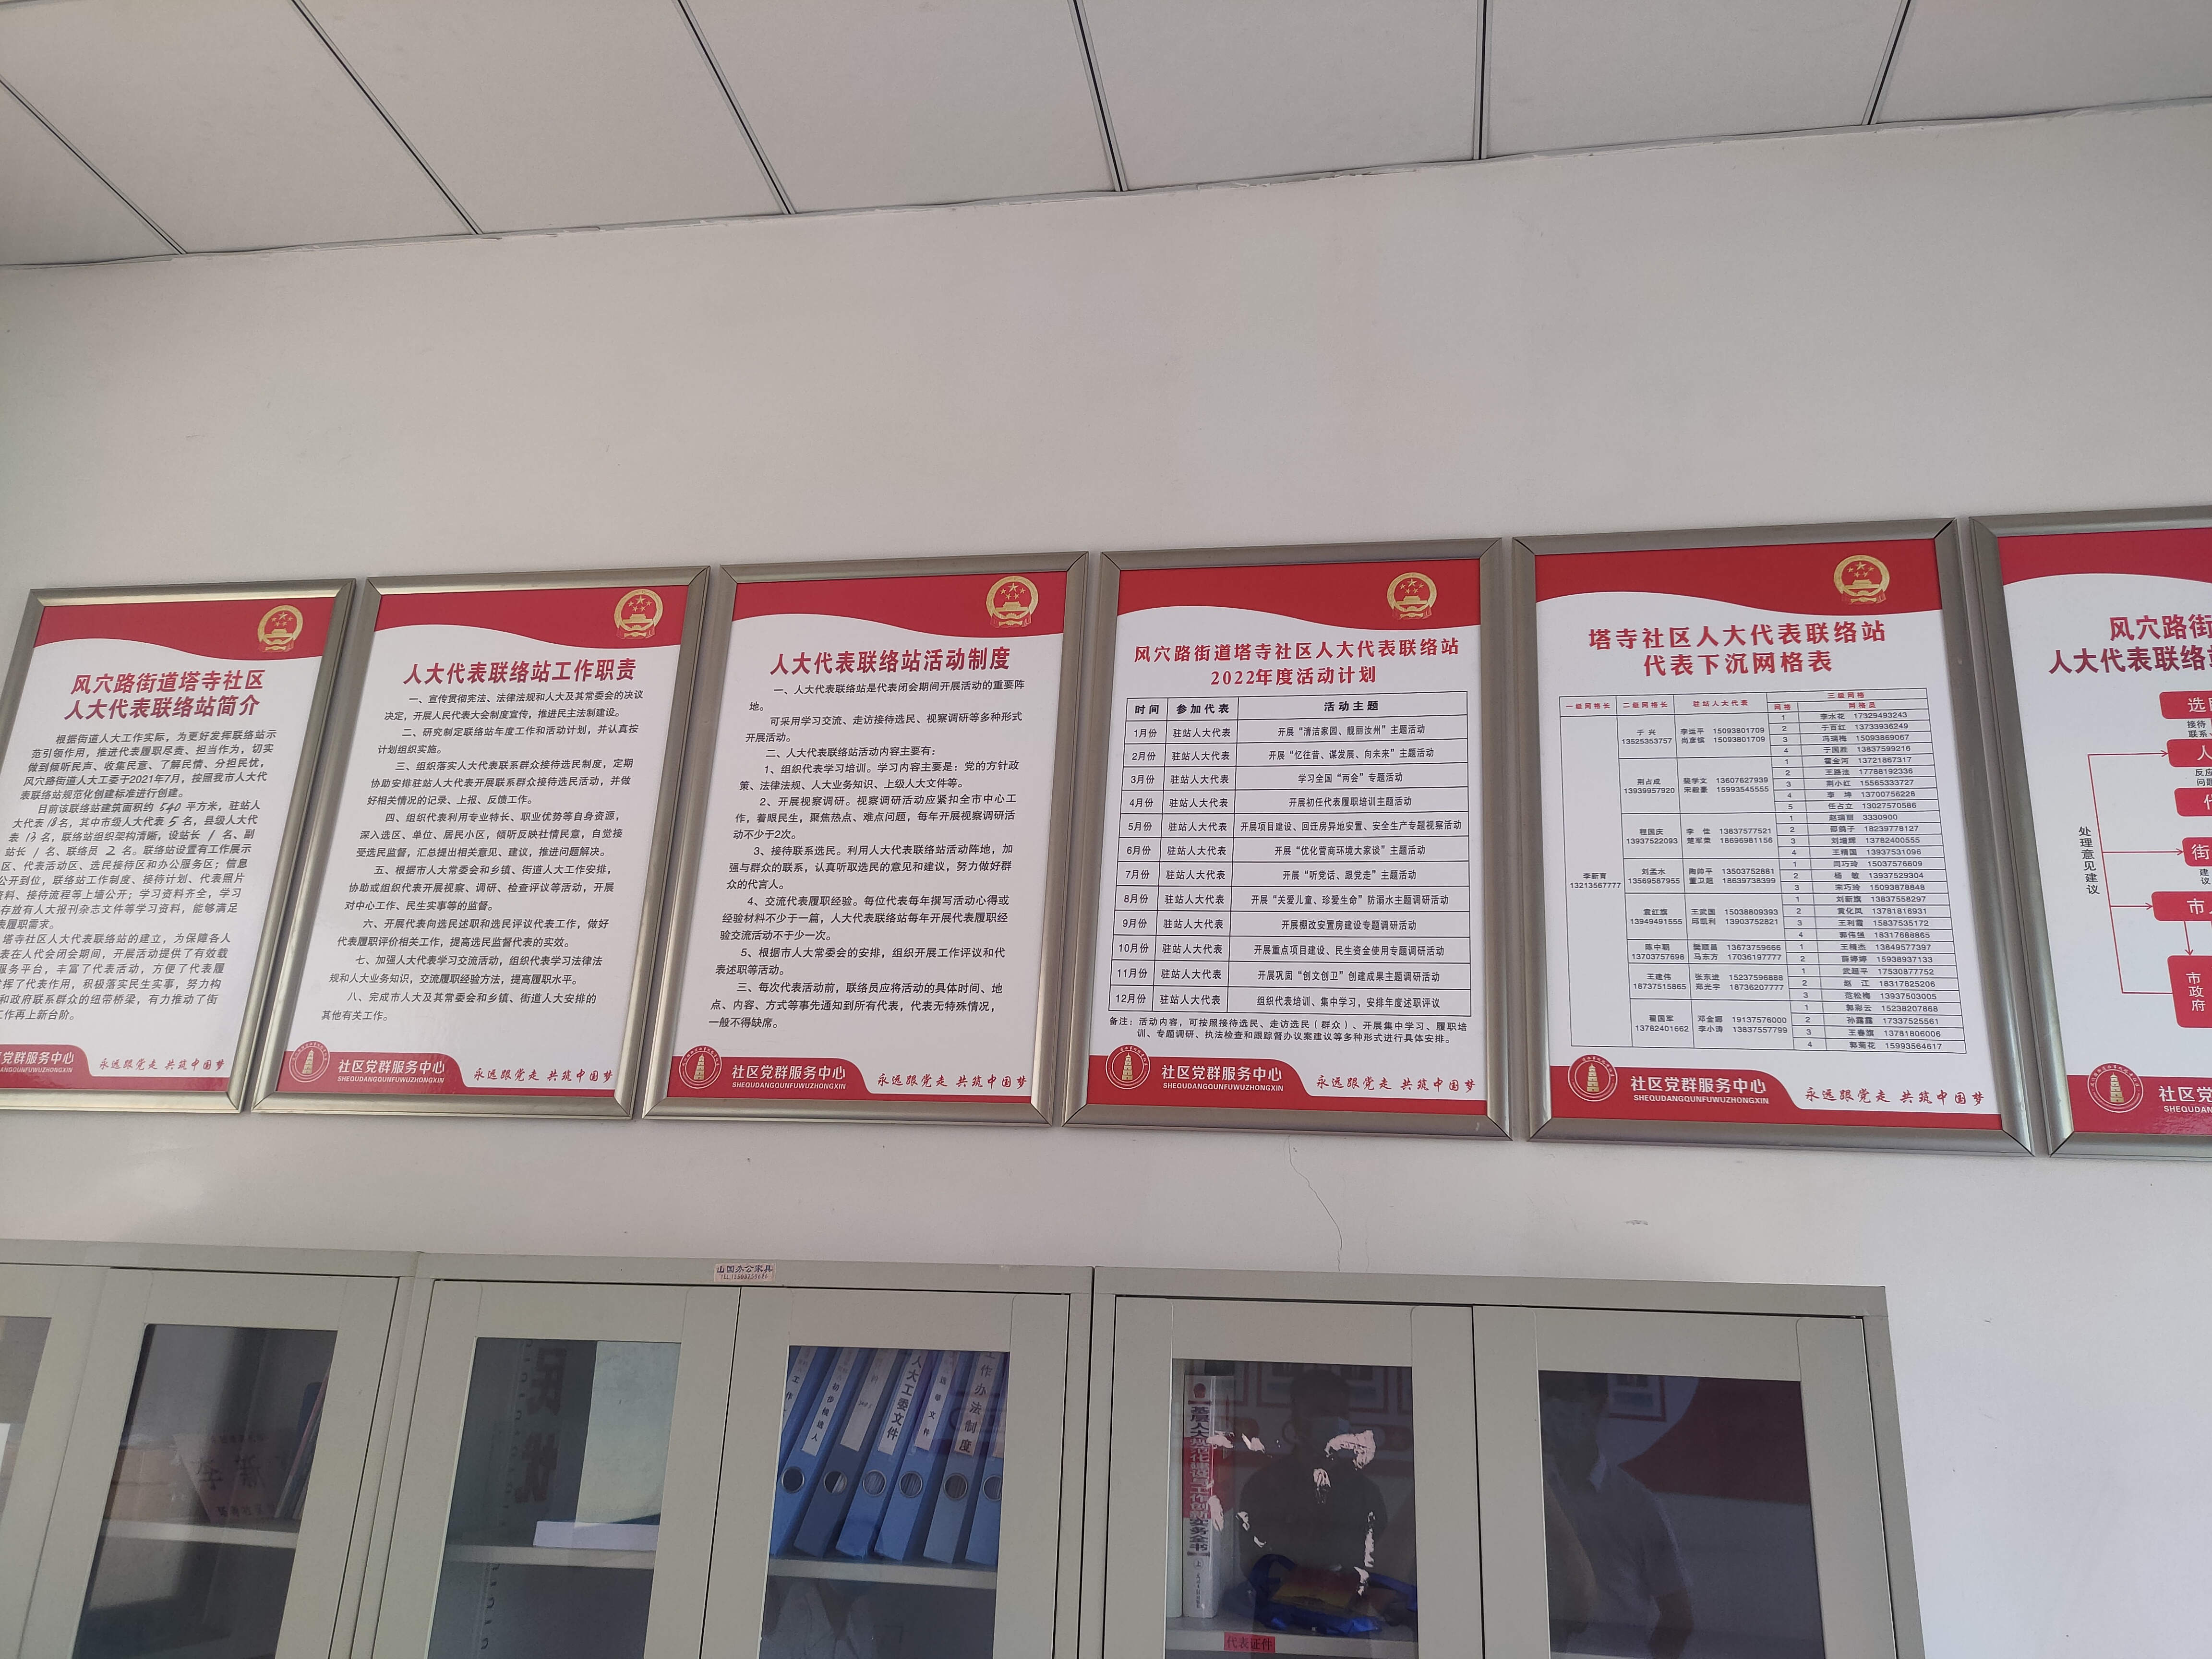 风穴路街道塔寺社区
人大代表联络站简介
根据街道人大工作实际，为更好发挥联络站示
范引领作用，推进代表履职尽责、担当作为，切实
做到倾听民声、收集民意、了解民情、分担民忧，
风穴路街道人大工委于2021年7月，按照我市人大代
表联络站规范化创建标准进行创建。
目前该联络站建筑面积约 540 平方米，驻站人
大代表 18 名，其中市级人大代表 5 名，县级人大代
表 13 名，联络站组织架构清晰，设站长 1 名、副
站长 1 名、联络员 2 名。联络站设置有工作展示
区、代表活动区、选民接待区和办公服务区；信息
公开到位，联络站工作制度、接待计划、代表照片
资料、接待流程等上墙公开；学习资料齐全，学习
存放有人大报刊杂志文件等学习资料，能够满足
表履职需求。
塔寺社区人大代表联络站的建立，为保障各人
表在人代会闭会期间，开展活动提供了有效载
服务平台，丰富了代表活动，方便了代表履
发挥了代表作用，积极落实民生实事，努力构
和政府联系群众的纽带桥梁，有力推动了街
工作再上新台阶。
党群服务中心
永远跟党走 共筑中国梦
人大代表联络站工作职责
一、宣传贯彻宪法、法律法规和人大及其常委会的决议
决定，开展人民代表大会制度宣传，推进民主法制建设。
二、研究制定联络站年度工作和活动计划，并认真按
计划组织实施。
三、组织落实人大代表联系群众接待选民制度，定期
协助安排驻站人大代表开展联系群众接待选民活动，并做
好相关情况的记录、上报、反馈工作。
四、组织代表利用专业特长、职业优势等自身资源，
深入选区、单位、居民小区，倾听反映社情民意，自觉接
受选民监督，汇总提出相关意见、建议，推进问题解决。
五、根据市人大常委会和乡镇、街道人大工作安排，
协助或组织代表开展视察、调研、检查评议等活动，开展
对中心工作、民生实事等的监督。
六、开展代表向选民述职和选民评议代表工作，做好
代表履职评价相关工作，提高选民监督代表的实效。
七、加强人大代表学习交流活动，组织代表学习法律法
规和人大业务知识，交流履职经验方法，提高履职水平。
八、完成市人大及其常委会和乡镇、街道人大安排的
其他有关工作。
社区党群服务中心
SHEQUDANGQUNFUWUZHONGXIN
永远跟党走 共筑中国梦
人大代表联络站活动制度
一、人大代表联络站是代表闭会期间开展活动的重要阵
地。
可采用学习交流、走访接待选民、视察调研等多种形式
开展活动。
二、人大代表联络站活动内容主要有：
1、组织代表学习培训。学习内容主要是：党的方针政
策、法律法规、人大业务知识、上级人大文件等。
2、开展视察调研。视察调研活动应紧扣全市中心工
作，着眼民生，聚焦热点、难点问题，每年开展视察调研活
动不少于2次。
3、接待联系选民。利用人大代表联络站活动阵地，加
强与群众的联系，认真听取选民的意见和建议，努力做好群
众的代言人。
4、交流代表履职经验。每位代表每年撰写活动心得或
经验材料不少于一篇，人大代表联络站每年开展代表履职经
验交流活动不于少一次。
5、根据市人大常委会的安排，组织开展工作评议和代
表述职等活动。
三、每次代表活动前，联络员应将活动的具体时间、地
点、内容、方式等事先通知到所有代表，代表无特殊情况，
一般不得缺席。
社区党群服务中心
SHEQUDANGQUNFUWUZHONGXIN
永远跟党走 共筑中国梦
风穴路街道塔寺社区人大代表联络站
2022年度活动计划
时间 参加代表 活动主题
1月份 驻站人大代表 开展“清洁家园、靓丽汝州”主题活动
2月份 驻站人大代表 开展“忆往昔、谋发展、向未来”主题活动
3月份 驻站人大代表 学习全国“两会”专题活动
4月份 驻站人大代表 开展初任代表履职培训主题活动
5月份 驻站人大代表 开展项目建设、回迁房异地安置、安全生产专题视察活动
6月份 驻站人大代表 开展“优化营商环境大家谈”主题活动
7月份 驻站人大代表 开展“听党话、跟党走”主题活动
8月份 驻站人大代表 开展“关爱儿童、珍爱生命”防溺水主题调研活动
9月份 驻站人大代表 开展棚改安置房建设专题调研活动
10月份 驻站人大代表 开展重点项目建设、民生资金使用专题调研活动
11月份 驻站人大代表 开展巩固“创文创卫”创建成果主题调研活动
12月份 驻站人大代表 组织代表培训、集中学习，安排年度述职评议
备注：活动内容，可按照接待选民、走访选民（群众）、开展集中学习、履职培
训、专题调研、执法检查和跟踪督办议案建议等多种形式进行具体安排。
社区党群服务中心
SHEQUDANGQUNFUWUZHONGXIN
永远跟党走 共筑中国梦
塔寺社区人大代表联络站
代表下沉网格表
一级网格长 二级网格长 驻站人大代表 三级网格
网格 网格员
李新育 13213567777
于兴 13525353757 李运平 15093801709 尚彦镔 15093801709
1 李水花 17329493243
2 于百红 13733936249
3 冯瑞梅 15093869067
4 于国胜 13837599216
荆占成 13939957920 晏学文 13607627939 宋毅豪 15993545555
1 霍金河 13721867317
2 王路法 17788192336
3 荆小红 15565333727
4 李坤 13700756228
5 任占立 13027570586
程国庆 13937522093 李佳 13837577521 楚军荣 18696981156
1 赵瑞丽 3330900
2 邵鸽子 18239778127
3 刘增辉 13782400555
4 王精国 13937531096
刘孟水 13569587955 陶帅平 13503752881 董卫超 18639738399
1 闫巧玲 15037576609
2 杨敏 13937529304
3 宋巧玲 15093878848
袁红旗 13949491555 王武国 15038809393 邱凯利 13903752821
1 刘新旗 13837558297
2 黄化凤 13781816931
3 王利霞 15837535172
4 郭伟强 18317688865
陈中昭 13703757698 樊顺昌 13673759666 马东方 17036197777
1 王精杰 13849577397
2 薛婷婷 15938937133
王建伟 18737515865 张东进 15237596888 郑光宇 18736207777
1 武超平 17530877752
2 赵江 18317625206
3 范松梅 13937503005
翟国军 13782401662 邓金娜 19137576000 李小涛 13837557799
1 郭彩云 15238207868
2 孙露露 17337525561
3 王春旗 13781806006
4 郭菊花 15993564617
社区党群服务中心
SHEQUDANGQUNFUWUZHONGXIN
永远跟党走 共筑中国梦
风穴路街
人大代表联络站
选
接待
联系
人
反应
问题
代
街
建
议
市
处理意见建议
市政府
社区党
SHEQUDANG
山国办公家具
工作
初步候选人
人大工委文件
选举文件
工作办法制度
基层人大规范化建设与工作创新实务全书
上
代表证件